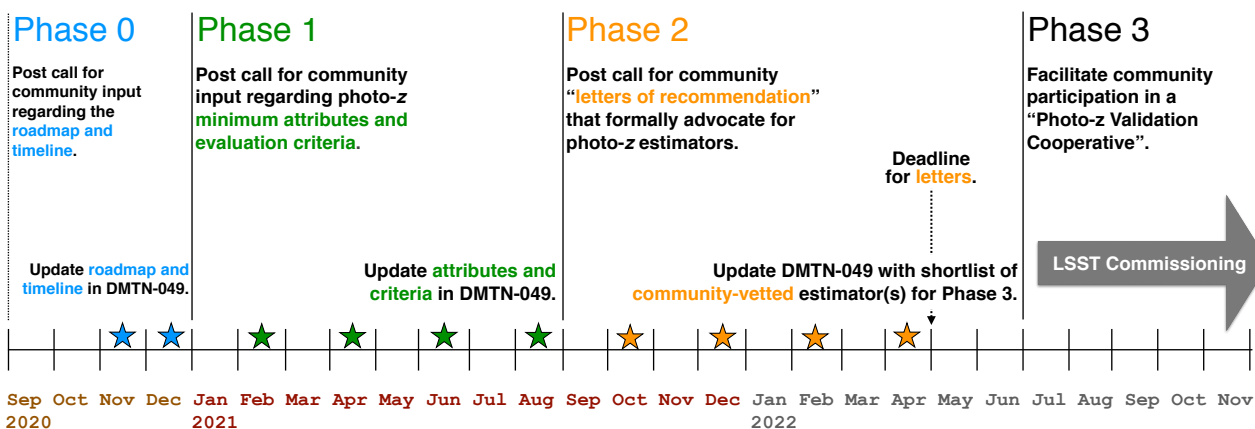 Phase 0
Post call for
community input
regarding the
roadmap and
timeline.
Update roadmap and
timeline in DMTN-049.
Phase 1
Post call for community
input regarding photo-z
minimum attributes and
evaluation criteria.
Update attributes and
criteria in DMTN-049.
Phase 2
Post call for community
“letters of recommendation”
that formally advocate for
photo-z estimators.
Deadline
for letters.
Update DMTN-049 with shortlist of
community-vetted estimator(s) for Phase 3.
Phase 3
Facilitate community
participation in a
“Photo-z Validation
Cooperative”.
LSST Commissioning
Sep Oct Nov Dec Jan Feb Mar Apr May Jun Jul Aug Sep Oct Nov Dec Jan Feb Mar Apr May Jun Jul Aug Sep Oct Nov
2020 2021 2022